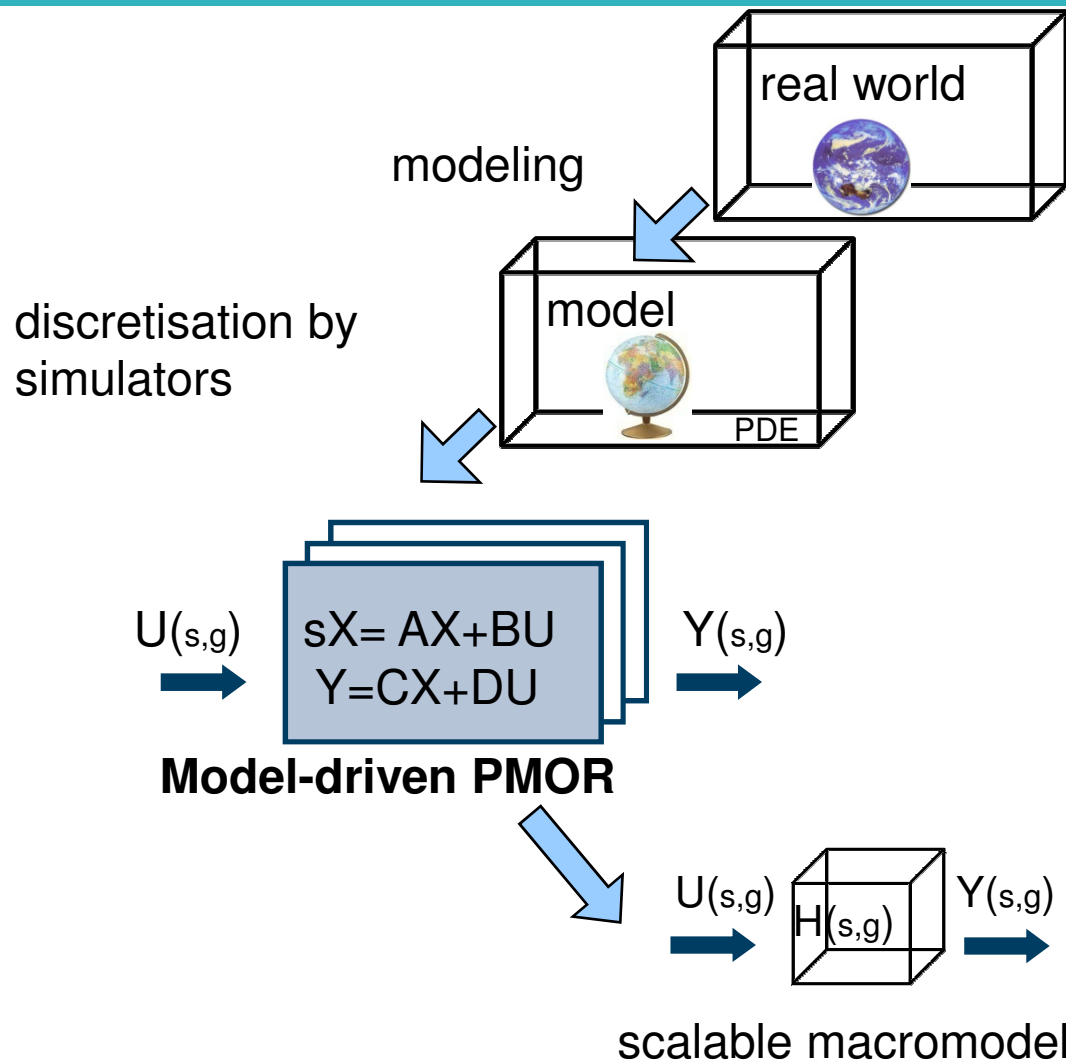 real world
modeling
model
PDE
discretisation by
simulators
U(s,g)
sX= AX+BU
Y=CX+DU
Y(s,g)
Model-driven PMOR
U(s,g)
H(s,g)
Y(s,g)
scalable macromodel